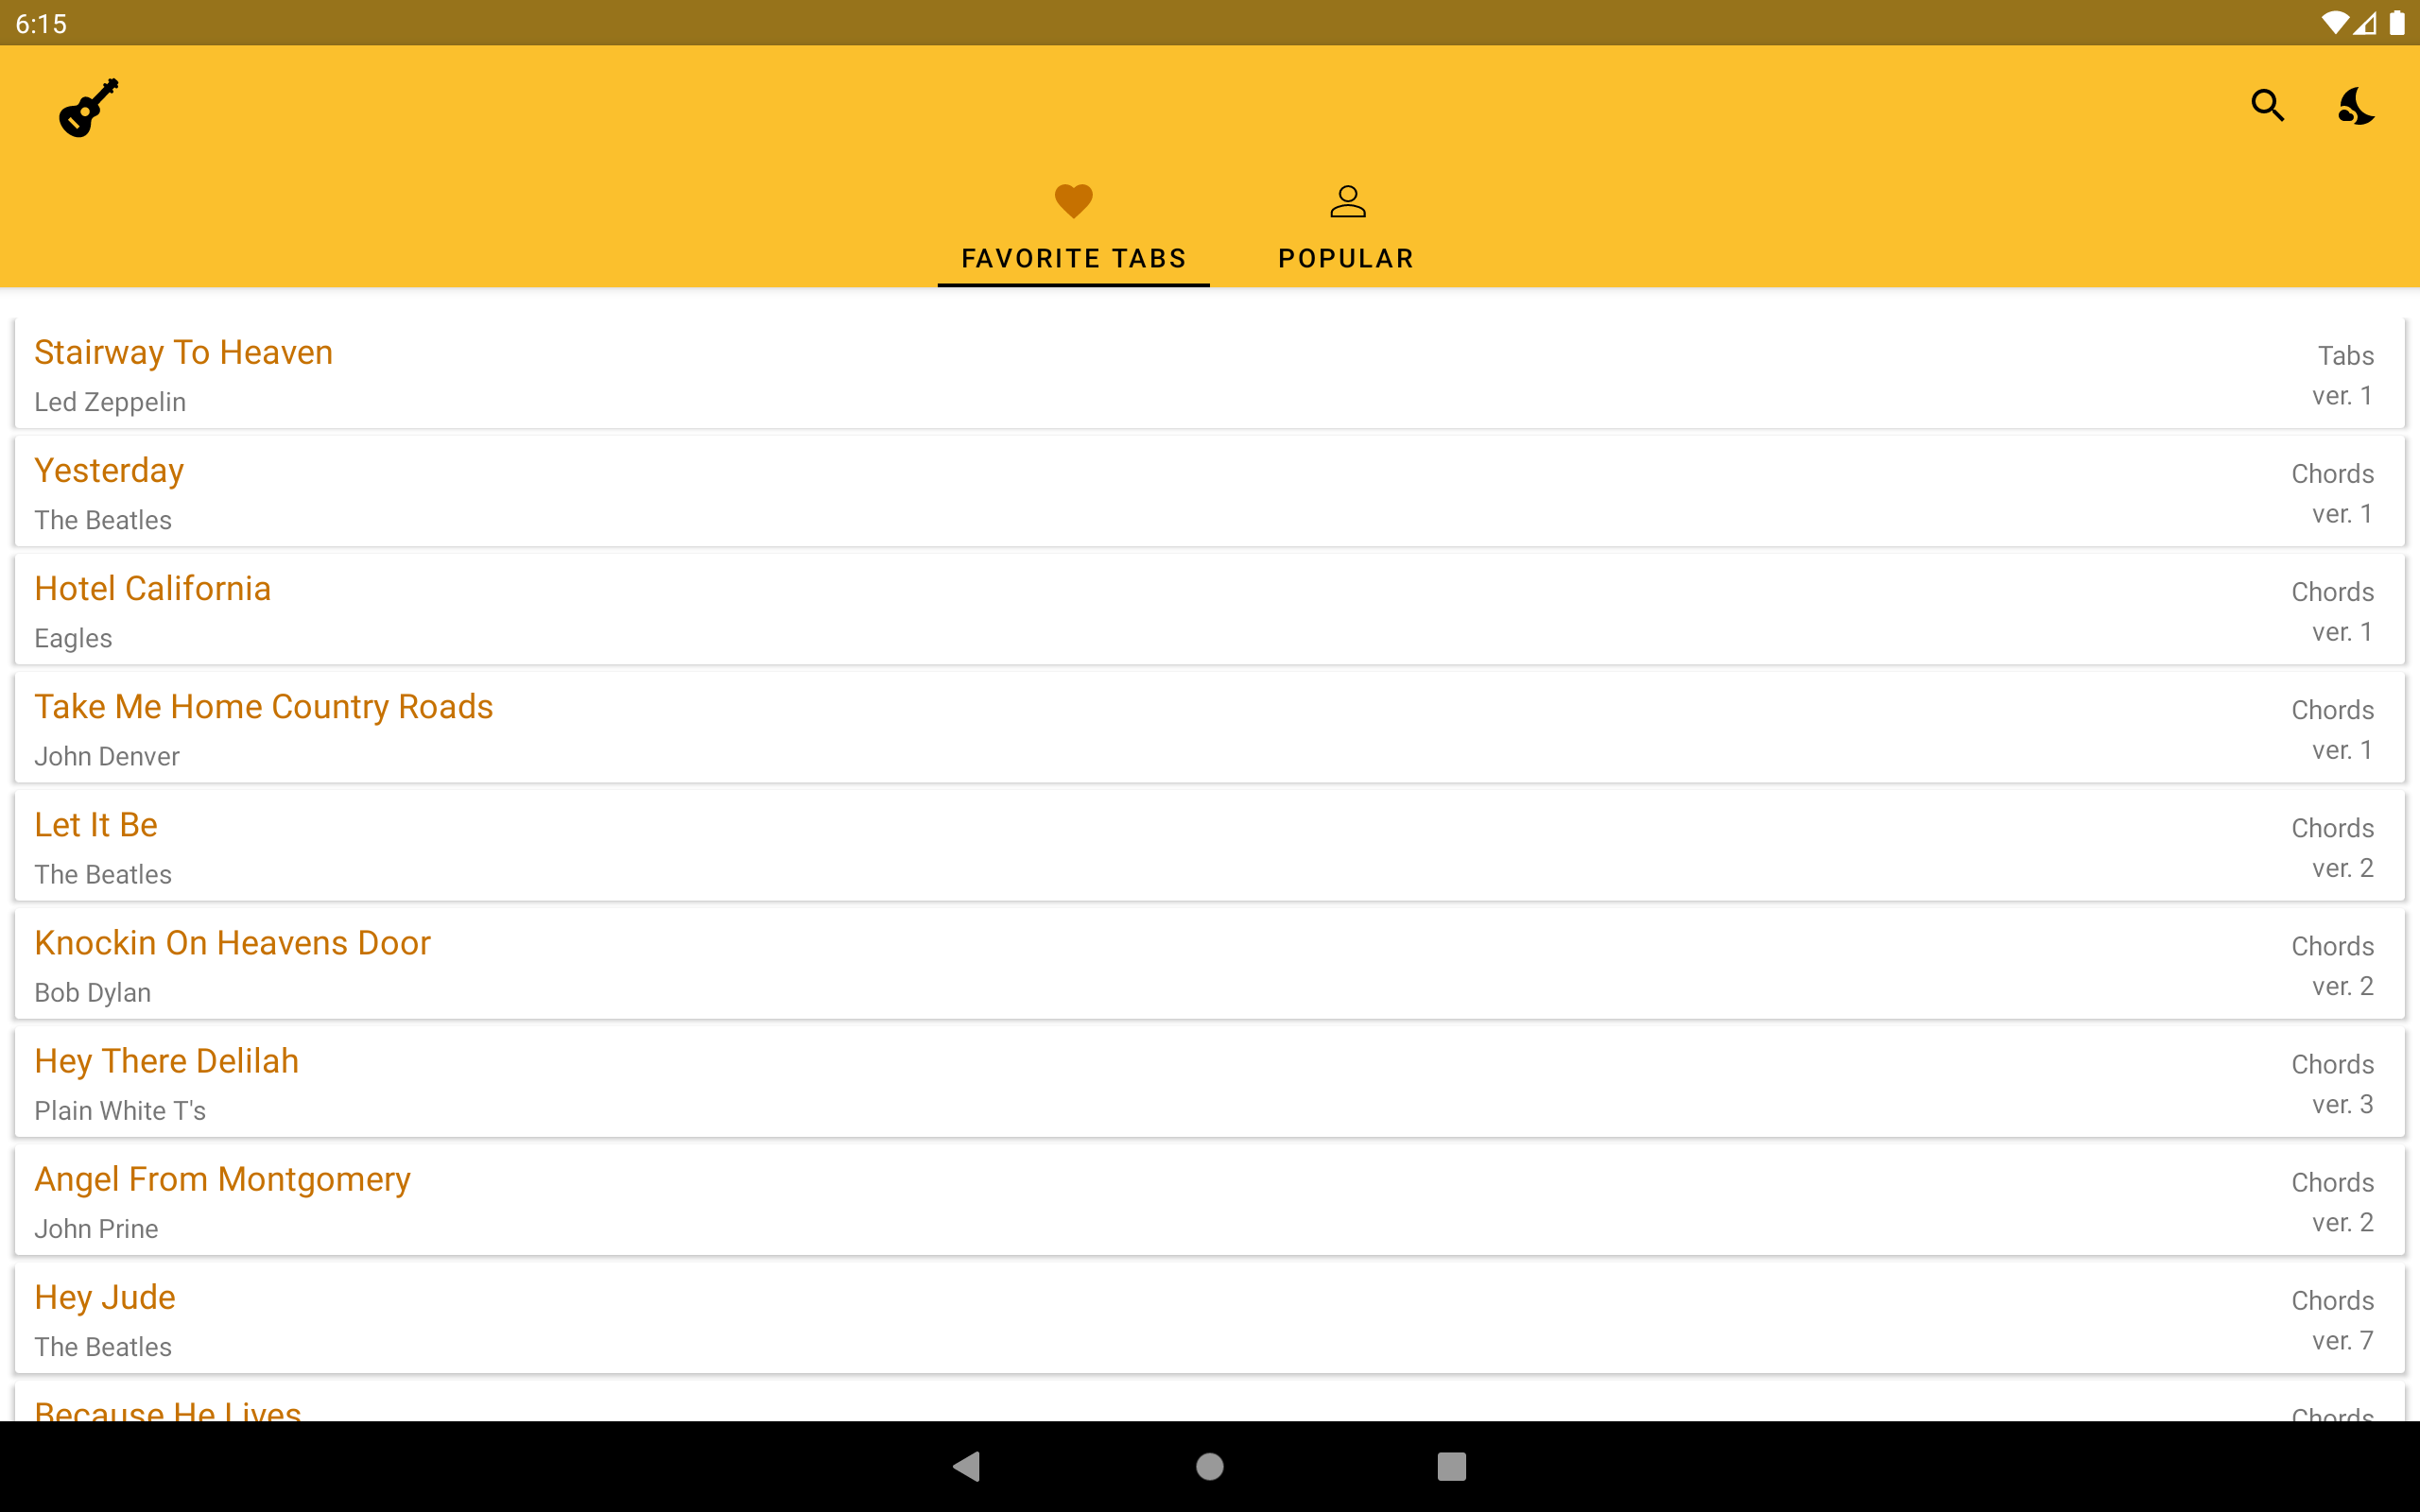 6:15
FAVORITE TABS
POPULAR
Stairway To Heaven
Tabs
Led Zeppelin
ver. 1
Yesterday
Chords
The Beatles
ver. 1
Hotel California
Chords
Eagles
ver. 1
Take Me Home Country Roads
Chords
John Denver
ver. 1
Let It Be
Chords
The Beatles
ver. 2
Knockin On Heavens Door
Chords
Bob Dylan
ver. 2
Hey There Delilah
Chords
Plain White T's
ver. 3
Angel From Montgomery
Chords
John Prine
ver. 2
Hey Jude
Chords
The Beatles
ver. 7
Because He Lives
Chords